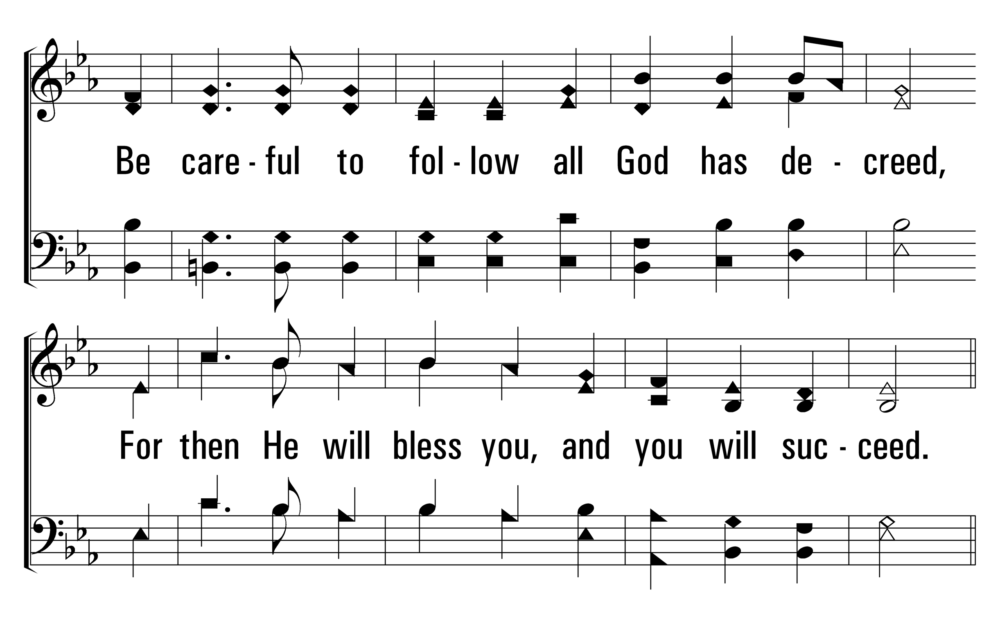 Be care - ful to fol - low all God has de - creed,
For then He will bless you, and you will suc - ceed.